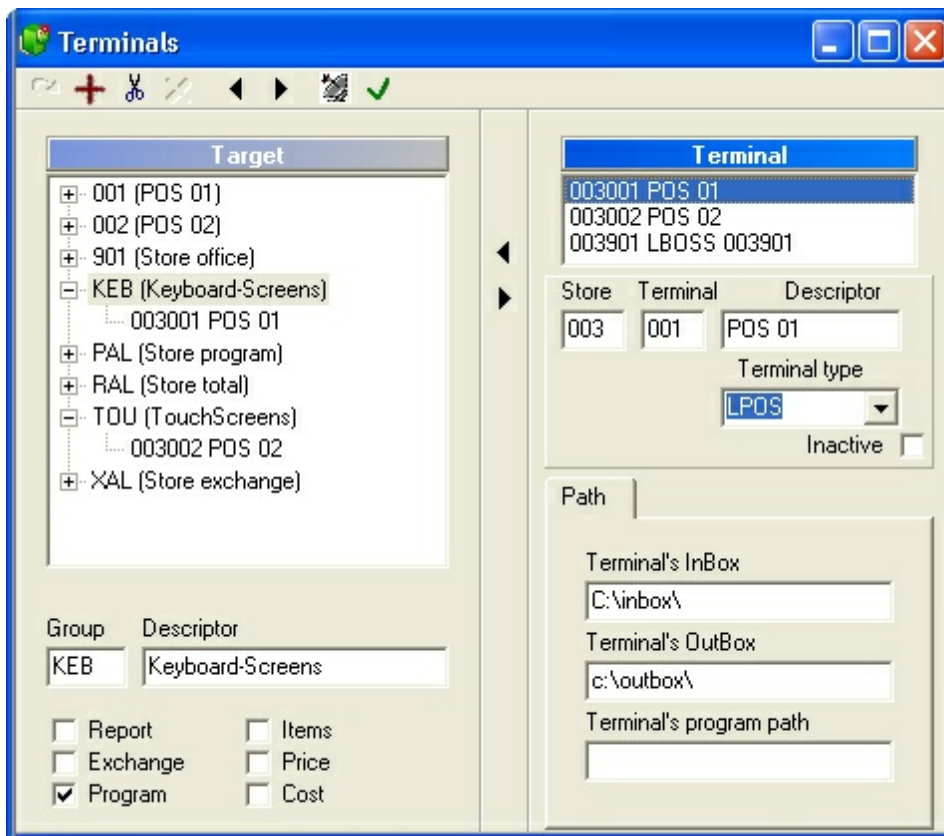 Terminals
Target
001 (POS 01)
002 (POS 02)
901 (Store office)
KEB (Keyboard-Screens)
003001 POS 01
PAL (Store program)
RAL (Store total)
TOU (TouchScreens)
003002 POS 02
XAL (Store exchange)
Group Descriptor
KEB Keyboard-Screens
Report Items
Exchange Price
Program Cost
Terminal
003001 POS 01
003002 POS 02
003901 LBOSS 003901
Store Terminal Descriptor
003 001 POS 01
Terminal type
LPOS
Inactive
Path
Terminal's InBox
C:\inbox\
Terminal's OutBox
c:\outbox\
Terminal's program path